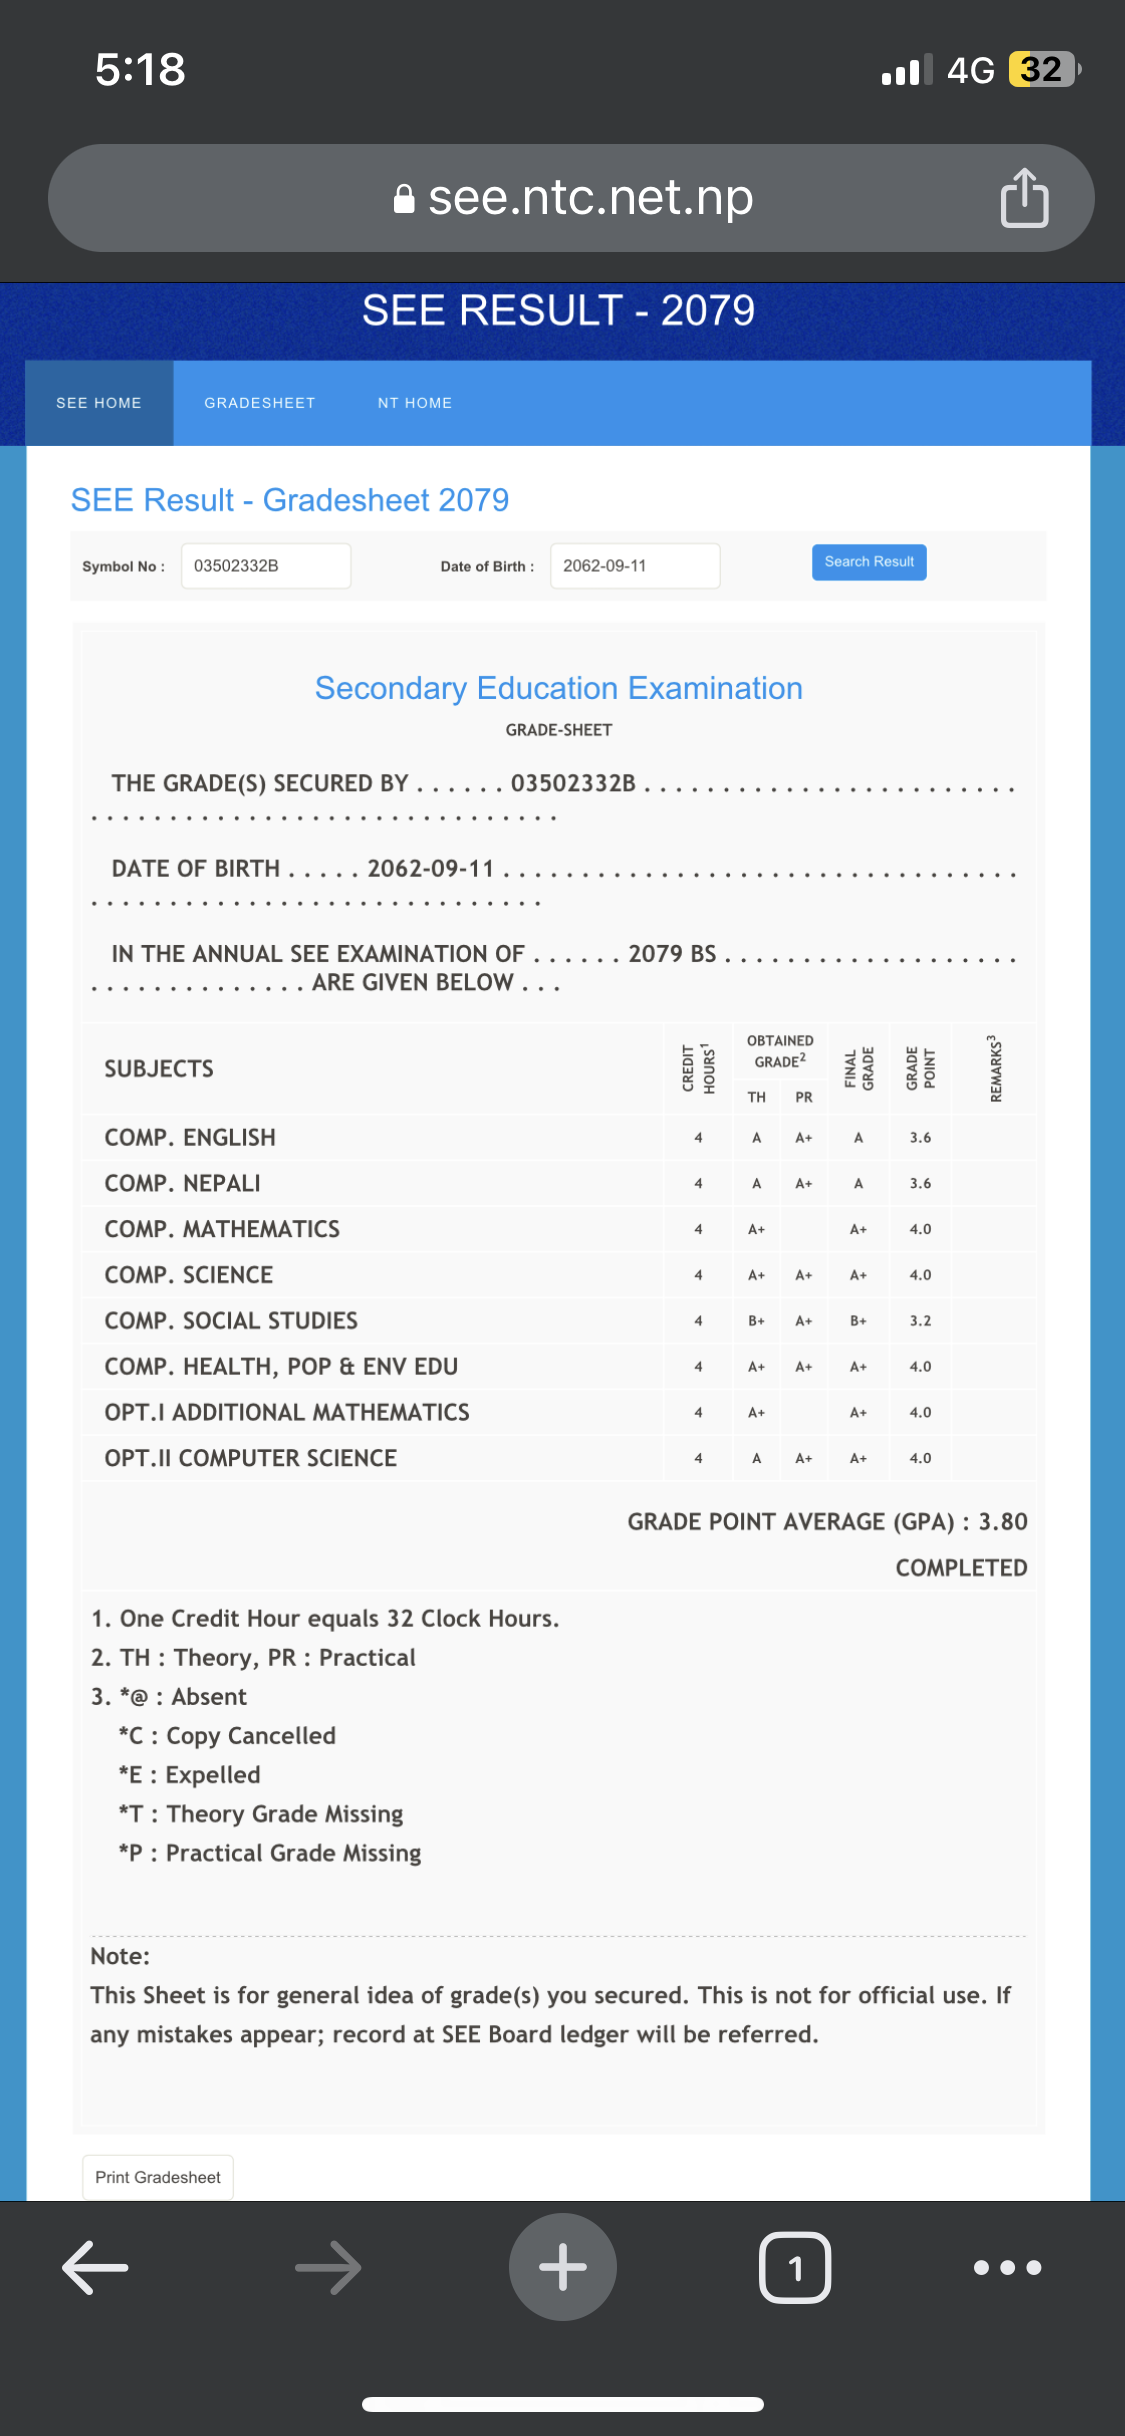 5:18
4G 32
see.ntc.net.np
SEE RESULT - 2079
SEE HOME GRADESHEET NT HOME
SEE Result - Gradesheet 2079
Symbol No : 03502332B Date of Birth : 2062-09-11 Search Result
Secondary Education Examination
GRADE-SHEET
THE GRADE(S) SECURED BY . . . . . . 03502332B . . . . . . . . . . . . . . . . . . . . . . . .
. . . . . . . . . . . . . . . . . . . . . . . . . . . . . .
DATE OF BIRTH . . . . . 2062-09-11 . . . . . . . . . . . . . . . . . . . . . . . . . . . . . . . . .
. . . . . . . . . . . . . . . . . . . . . . . . . . . . .
IN THE ANNUAL SEE EXAMINATION OF . . . . . . 2079 BS . . . . . . . . . . . . . . . . . . .
. . . . . . . . . . . . . . ARE GIVEN BELOW . . .
SUBJECTS CREDIT HOURS¹ OBTAINED GRADE² TH PR FINAL GRADE GRADE POINT REMARKS³
COMP. ENGLISH 4 A A+ A 3.6
COMP. NEPALI 4 A A+ A 3.6
COMP. MATHEMATICS 4 A+ A+ 4.0
COMP. SCIENCE 4 A+ A+ A+ 4.0
COMP. SOCIAL STUDIES 4 B+ A+ B+ 3.2
COMP. HEALTH, POP & ENV EDU 4 A+ A+ A+ 4.0
OPT.I ADDITIONAL MATHEMATICS 4 A+ A+ 4.0
OPT.II COMPUTER SCIENCE 4 A A+ A+ 4.0
GRADE POINT AVERAGE (GPA) : 3.80
COMPLETED
1. One Credit Hour equals 32 Clock Hours.
2. TH : Theory, PR : Practical
3. *@ : Absent
*C : Copy Cancelled
*E : Expelled
*T : Theory Grade Missing
*P : Practical Grade Missing
Note:
This Sheet is for general idea of grade(s) you secured. This is not for official use. If
any mistakes appear; record at SEE Board ledger will be referred.
Print Gradesheet
1